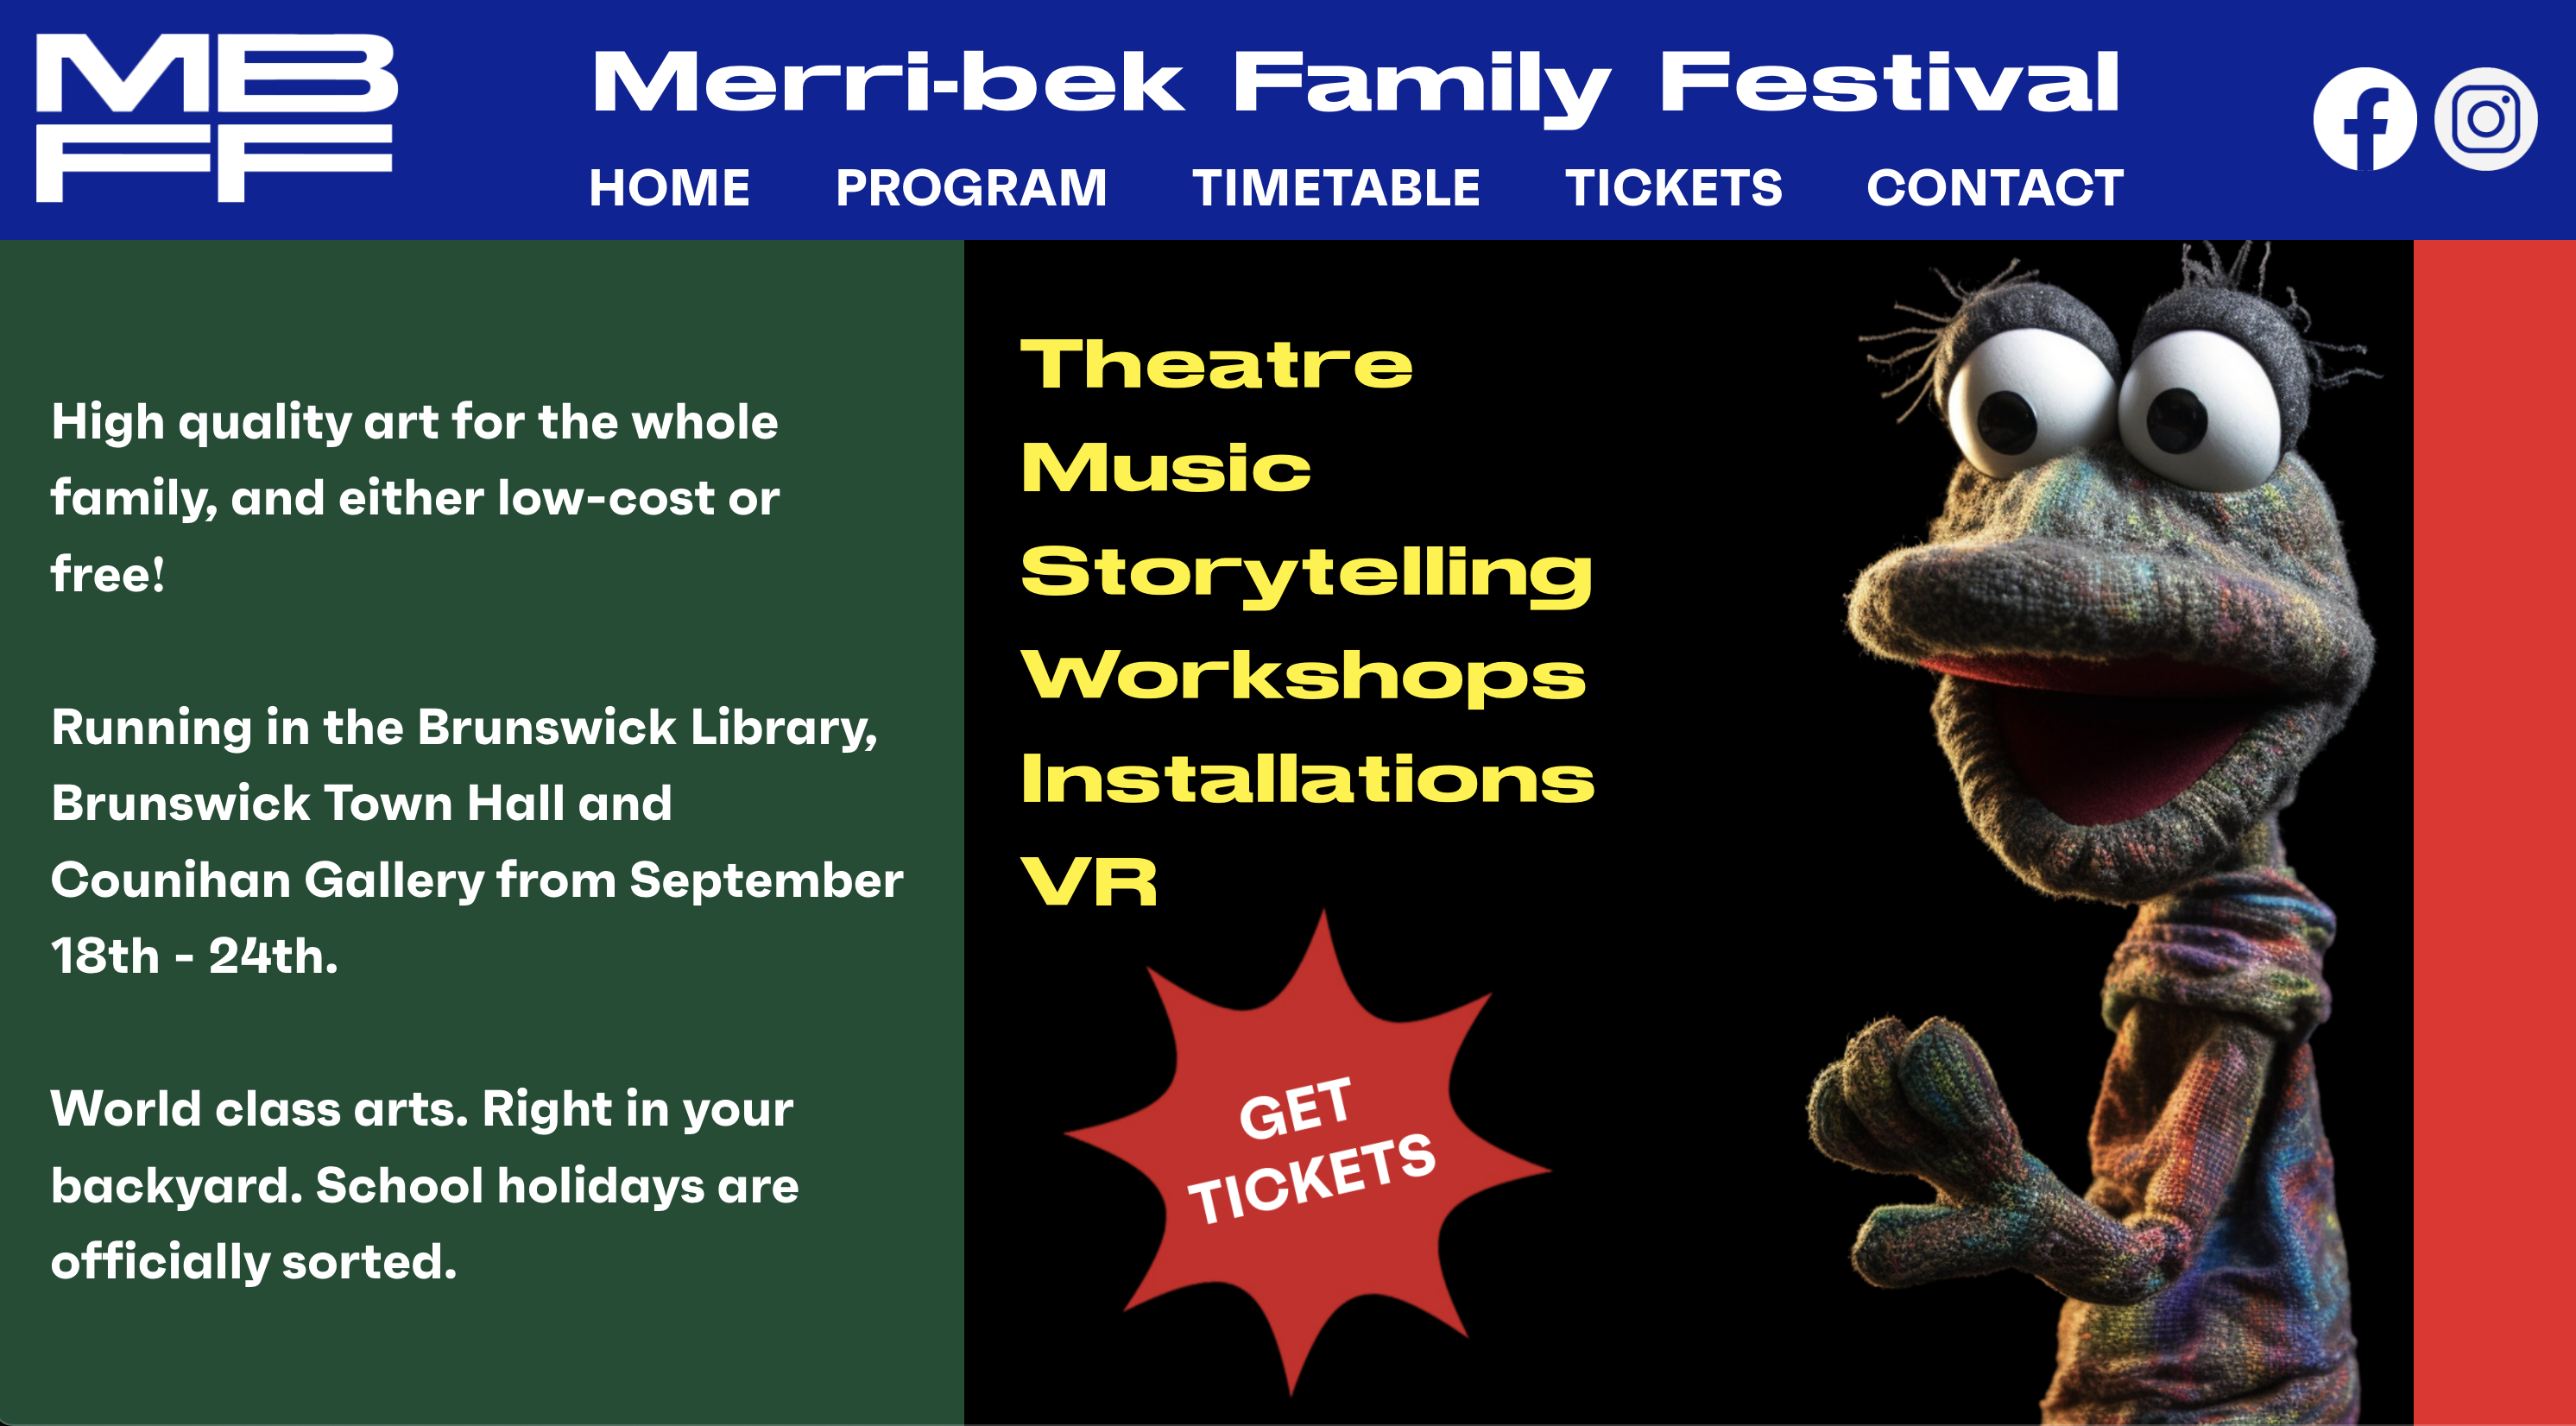 MB
FF
Merri-bek Family Festival
HOME PROGRAM TIMETABLE TICKETS CONTACT
High quality art for the whole
family, and either low-cost or
free!
Running in the Brunswick Library,
Brunswick Town Hall and
Counihan Gallery from September
18th - 24th.
World class arts. Right in your
backyard. School holidays are
officially sorted.
Theatre
Music
Storytelling
Workshops
Installations
VR
GET
TICKETS